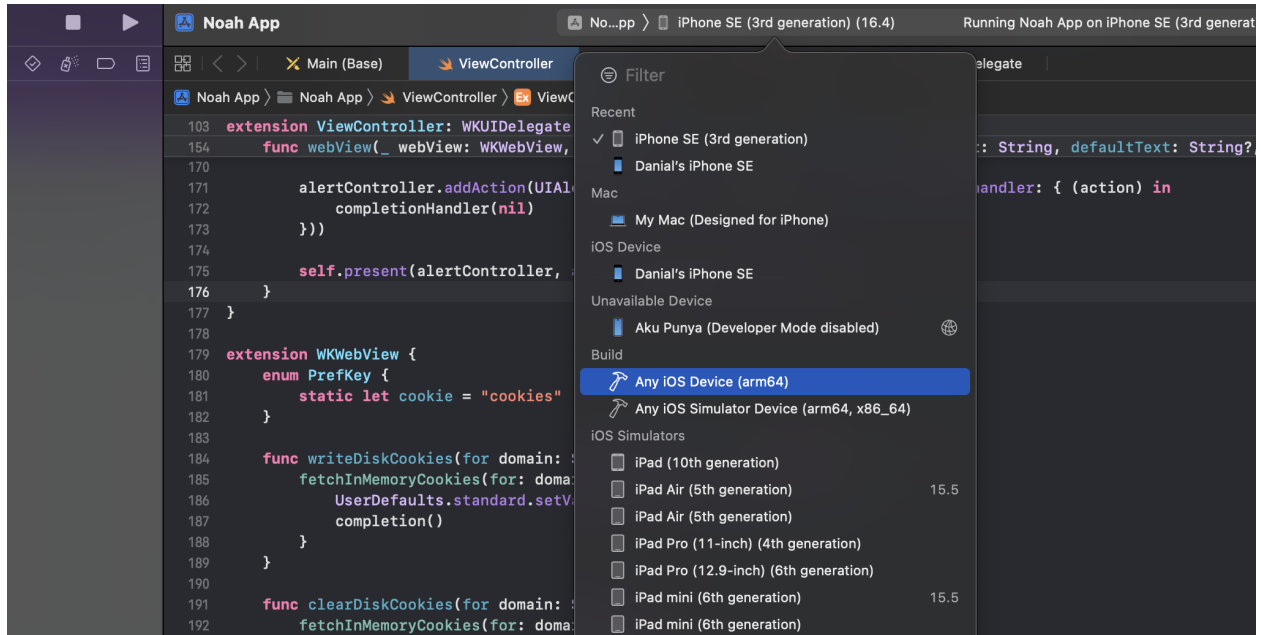 Noah App
No...pp 〉 iPhone SE (3rd generation) (16.4)
Running Noah App on iPhone SE (3rd generat
Main (Base)
ViewController
elegate
Noah App 〉 Noah App 〉 ViewController 〉 Ex ViewC
103 extension ViewController: WKUIDelegate
154 func webView(_ webView: WKWebView, : String, defaultText: String?,
170
171 alertController.addAction(UIAl andler: { (action) in
172 completionHandler(nil)
173 }))
174
175 self.present(alertController, a
176 }
177 }
178
179 extension WKWebView {
180 enum PrefKey {
181 static let cookie = "cookies"
182 }
183
184 func writeDiskCookies(for domain: S
185 fetchInMemoryCookies(for: doma
186 UserDefaults.standard.setVa
187 completion()
188 }
189 }
190
191 func clearDiskCookies(for domain: S
192 fetchInMemoryCookies(for: doma
Filter
Recent
✓ iPhone SE (3rd generation)
Danial's iPhone SE
Mac
My Mac (Designed for iPhone)
iOS Device
Danial's iPhone SE
Unavailable Device
Aku Punya (Developer Mode disabled)
Build
Any iOS Device (arm64)
Any iOS Simulator Device (arm64, x86_64)
iOS Simulators
iPad (10th generation)
iPad Air (5th generation) 15.5
iPad Air (5th generation)
iPad Pro (11-inch) (4th generation)
iPad Pro (12.9-inch) (6th generation)
iPad mini (6th generation) 15.5
iPad mini (6th generation)